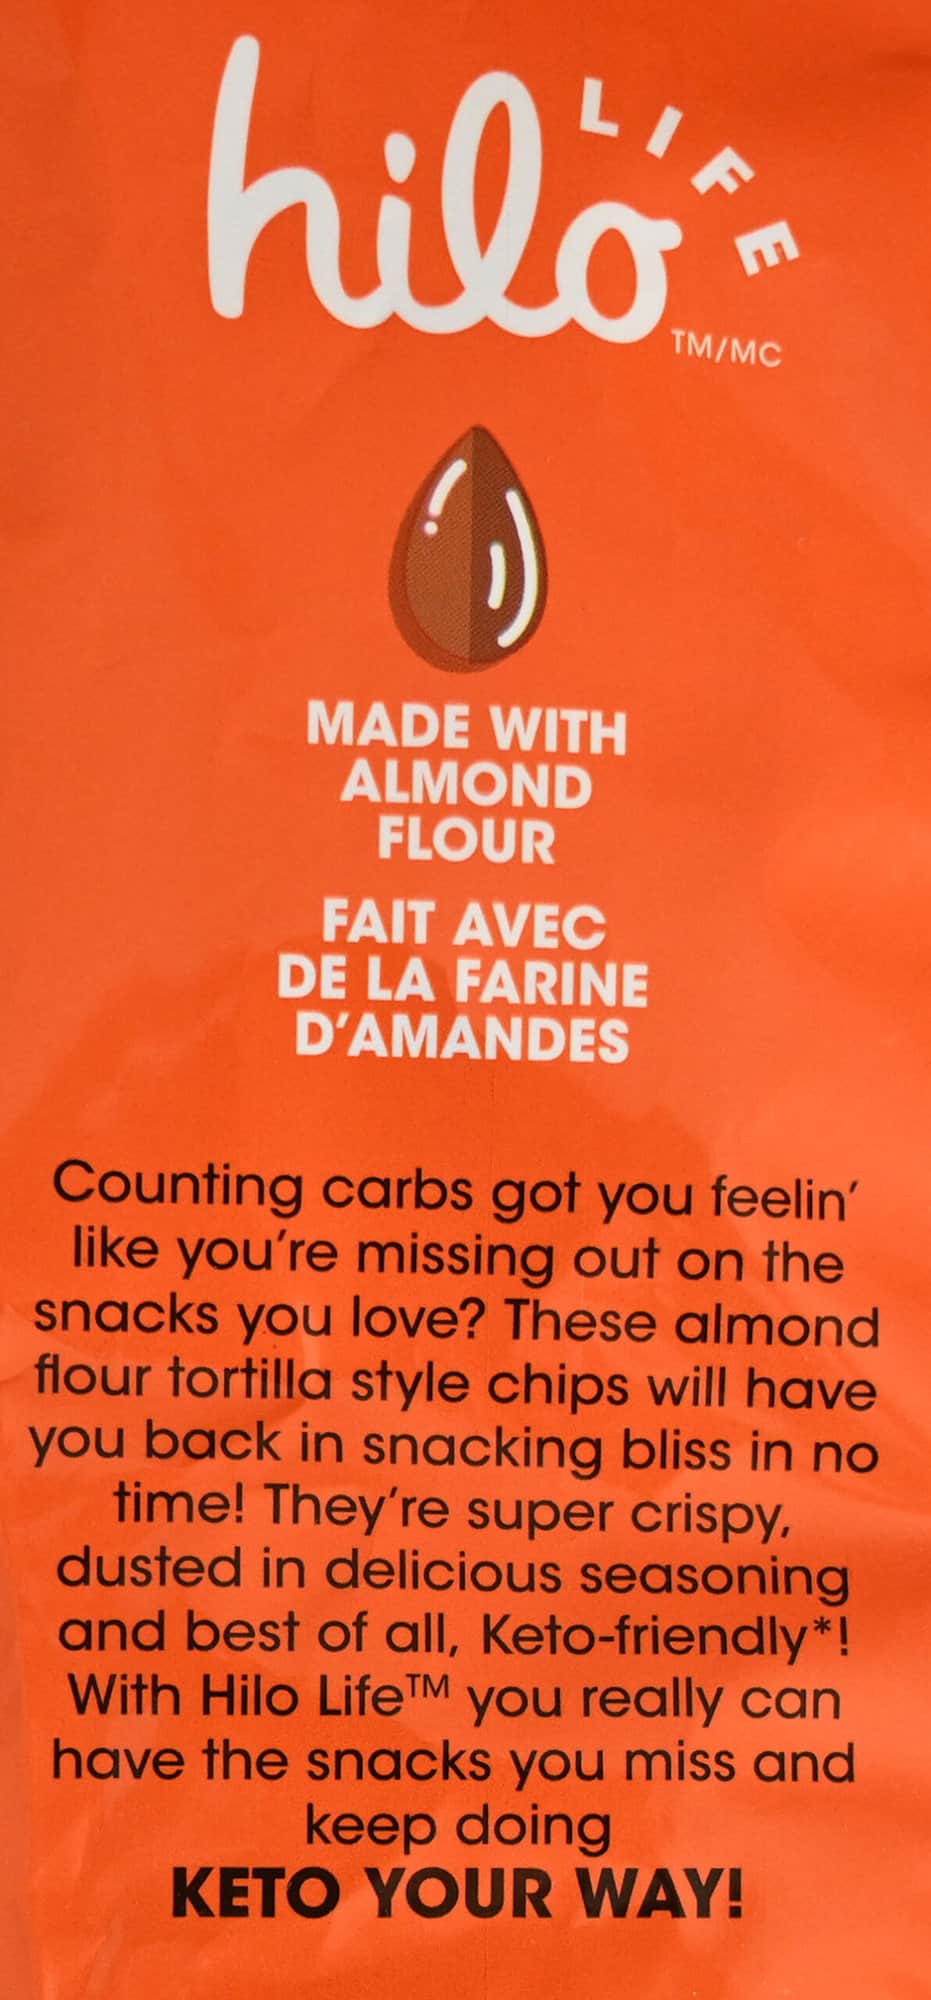 hilo LIFE
TM/MC
MADE WITH
ALMOND
FLOUR
FAIT AVEC
DE LA FARINE
D'AMANDES
Counting carbs got you feelin'
like you're missing out on the
snacks you love? These almond
flour tortilla style chips will have
you back in snacking bliss in no
time! They're super crispy,
dusted in delicious seasoning
and best of all, Keto-friendly*!
With Hilo Life™ you really can
have the snacks you miss and
keep doing
KETO YOUR WAY!